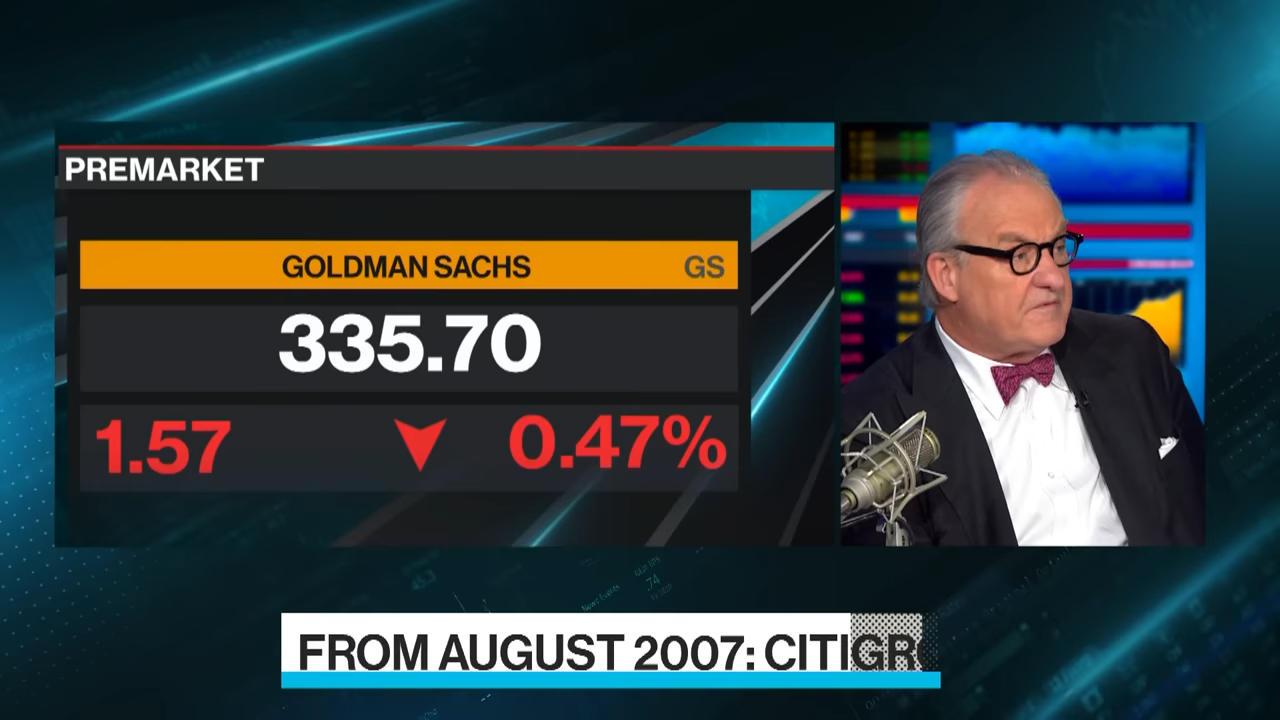 PREMARKET
GOLDMAN SACHS GS
335.70
1.57 0.47%
FROM AUGUST 2007: CITIGR